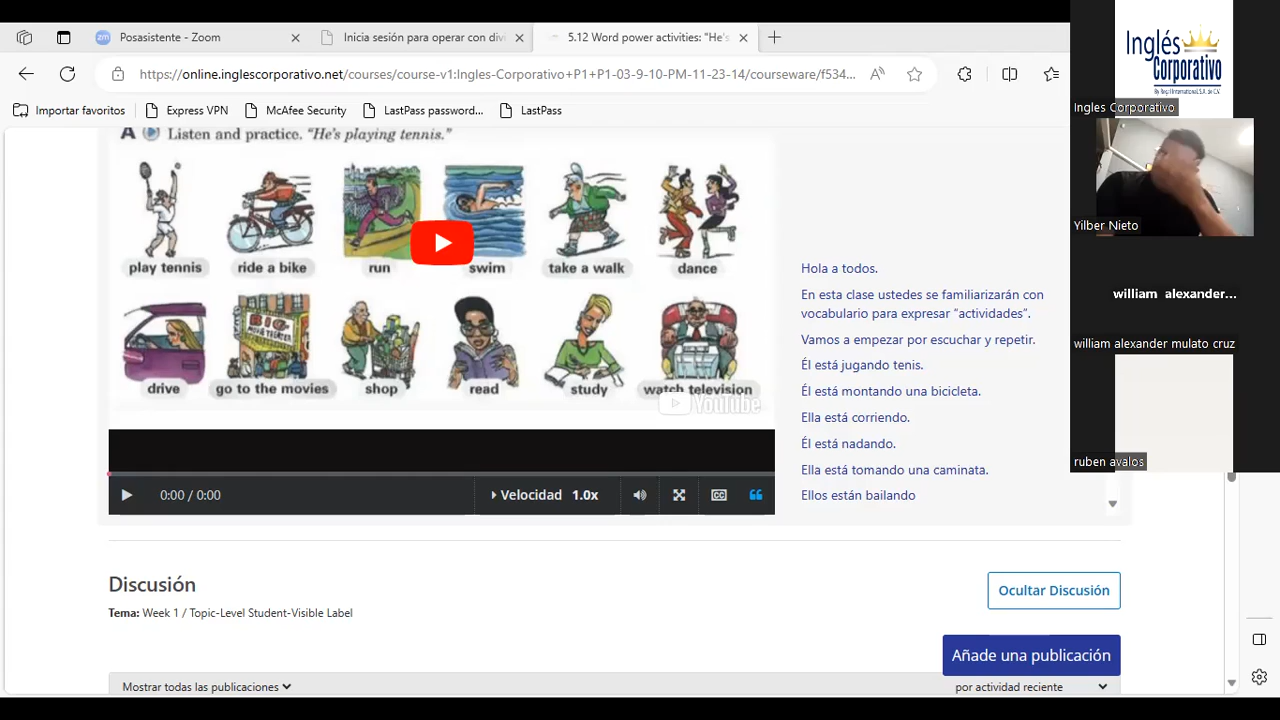 Posasistente - Zoom
Inicia sesión para operar con divi
5.12 Word power activities: "He's
https://online.inglescorporativo.net/courses/course-v1:Ingles-Corporativo+P1+P1-03-9-10-PM-11-23-14/courseware/f534...
Importar favoritos
Express VPN
McAfee Security
LastPass password...
LastPass
A Listen and practice. "He's playing tennis."
play tennis
ride a bike
run
swim
take a walk
dance
BIG
MOVIE THEATER
drive
go to the movies
shop
read
study
watch television
YouTube
0:00 / 0:00
Velocidad 1.0x
CC
Hola a todos.
En esta clase ustedes se familiarizarán con
vocabulario para expresar “actividades”.
Vamos a empezar por escuchar y repetir.
Él está jugando tenis.
Él está montando una bicicleta.
Ella está corriendo.
Él está nadando.
Ella está tomando una caminata.
Ellos están bailando
Discusión
Tema: Week 1 / Topic-Level Student-Visible Label
Ocultar Discusión
Añade una publicación
Mostrar todas las publicaciones
por actividad reciente
Inglés
Corporativo
Ingles Corporativo
Yilber Nieto
william alexander...
william alexander mulato cruz
ruben avalos